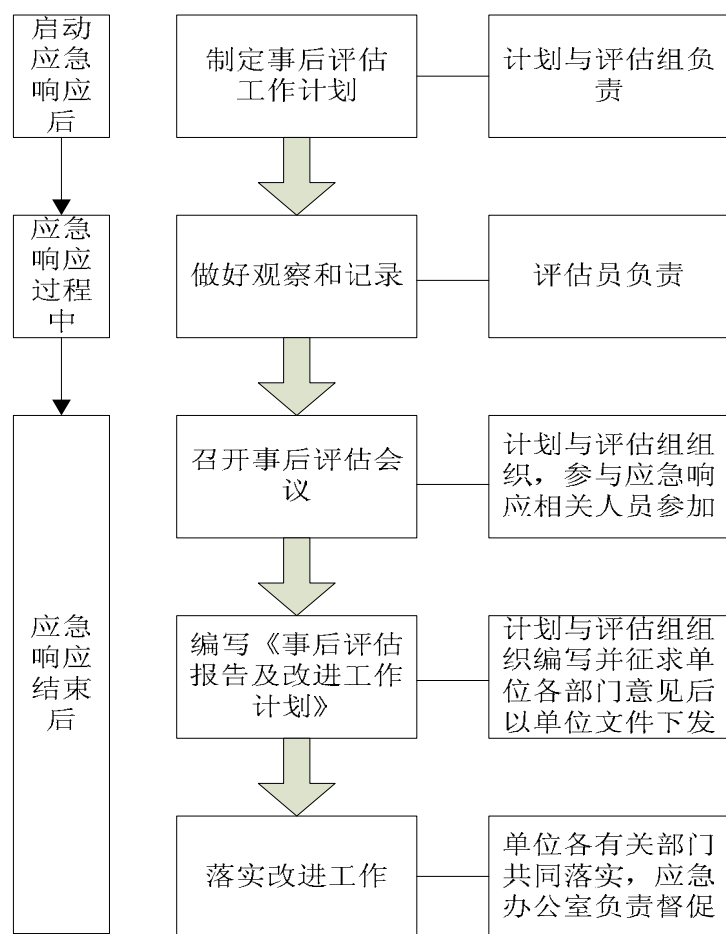 启动
应急
响应
后
制定事后评估
工作计划
计划与评估组负
责
应急
响应
过程
中
做好观察和记录
评估员负责
应急
响应
结束
后
召开事后评估会
议
计划与评估组组
织，参与应急响
应相关人员参加
编写《事后评估
报告及改进工作
计划》
计划与评估组组
织编写并征求单
位各部门意见后
以单位文件下发
落实改进工作
单位各有关部门
共同落实，应急
办公室负责督促